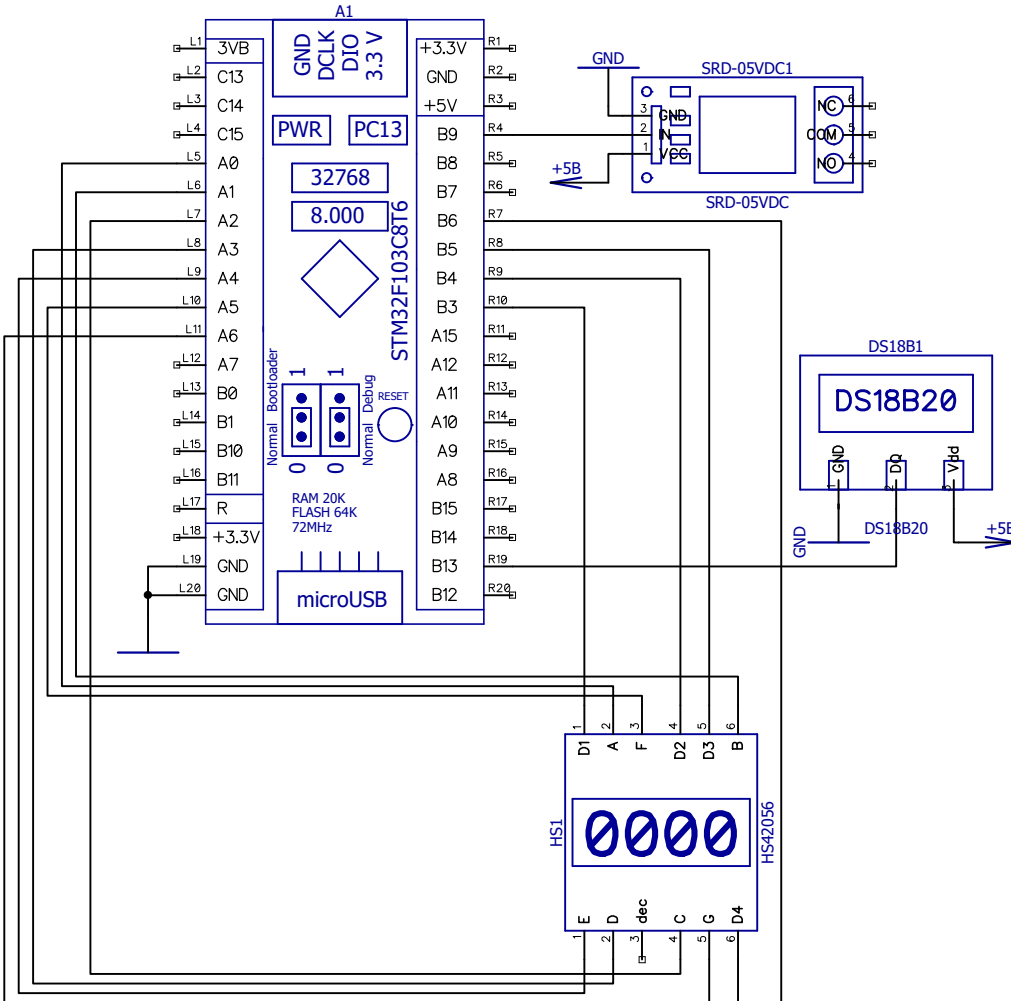 A1
GND
DCLK
DIO
3.3 V
PWR
PC13
32768
8.000
STM32F103C8T6
L1 3VB
L2 C13
L3 C14
L4 C15
L5 A0
L6 A1
L7 A2
L8 A3
L9 A4
L10 A5
L11 A6
L12 A7
L13 B0
L14 B1
L15 B10
L16 B11
L17 R
L18 +3.3V
L19 GND
L20 GND
+3.3V R1
GND R2
+5V R3
B9 R4
B8 R5
B7 R6
B6 R7
B5 R8
B4 R9
B3 R10
A15 R11
A12 R12
A11 R13
A10 R14
A9 R15
A8 R16
B15 R17
B14 R18
B13 R19
B12 R20
Normal Bootloader
1
0
1
0
Normal Debug
RESET
RAM 20K
FLASH 64K
72MHz
microUSB
GND
+5В
SRD-05VDC1
3 GND
2 IN
1 VCC
NC 6
COM 5
NO 4
SRD-05VDC
DS18B1
DS18B20
1 GND
2 DQ
3 Vdd
GND
DS18B20
+5В
HS1
1 D1
2 A
3 F
4 D2
5 D3
6 B
0000
HS42056
1 E
2 D
3 dec
4 C
5 G
6 D4